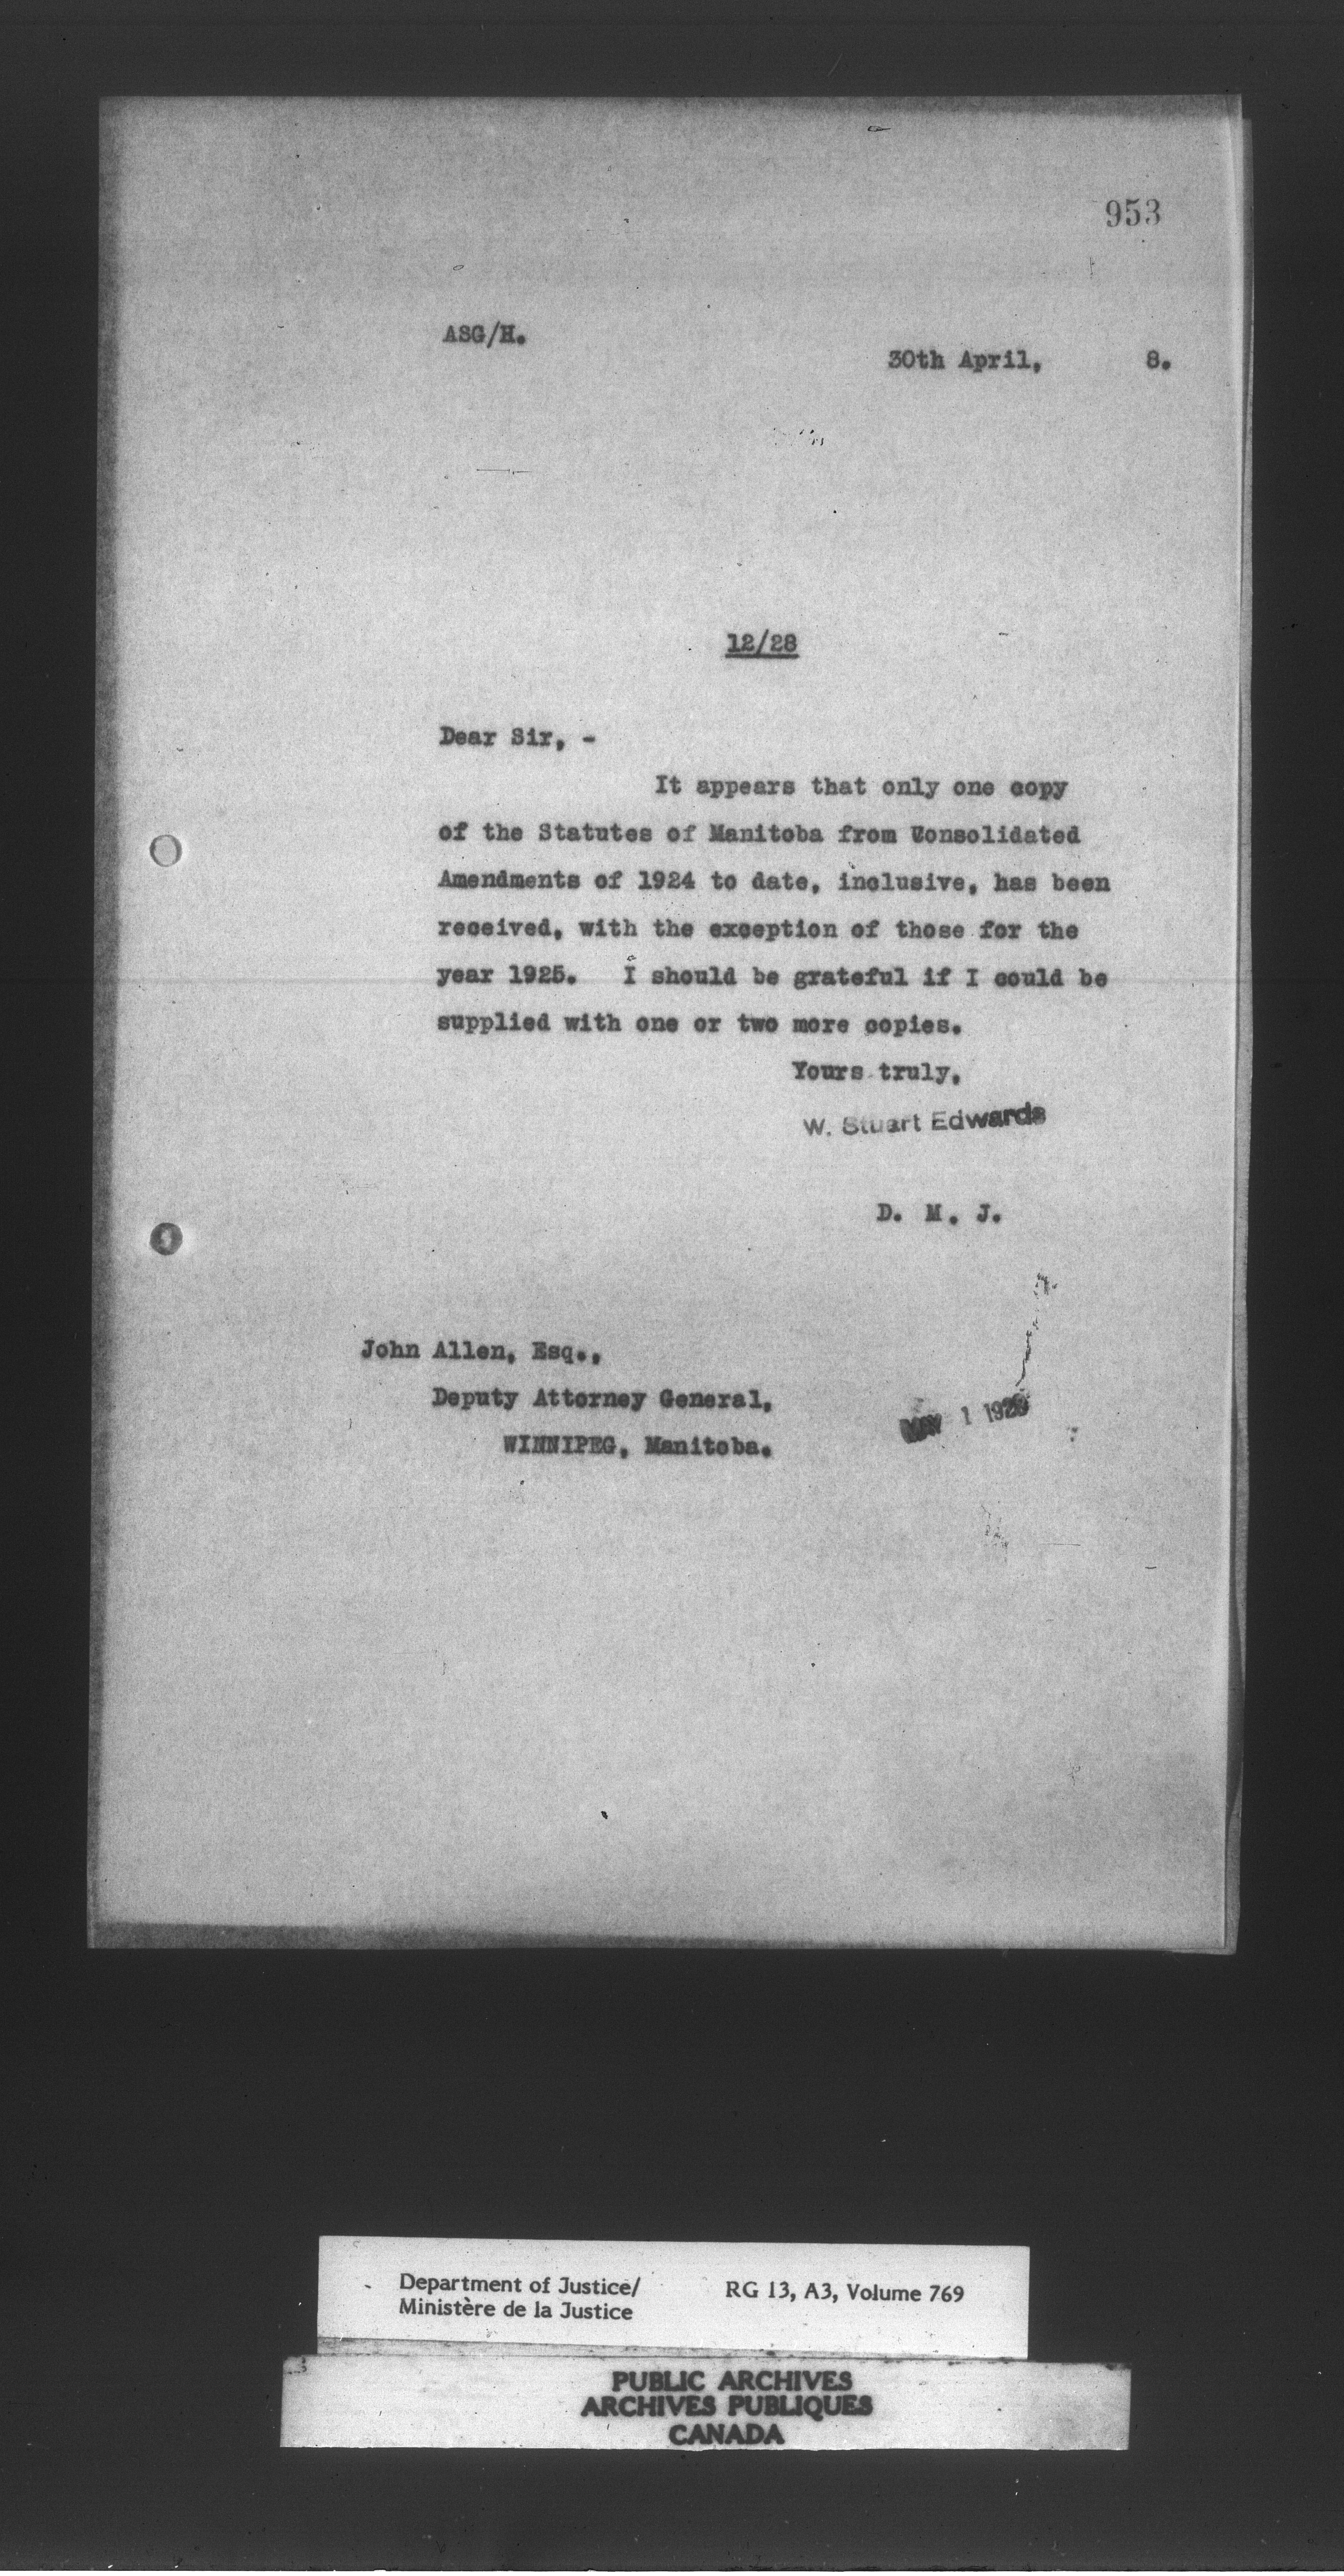 953
ASG/H.
30th April, 8.
12/28
Dear Sir, -
It appears that only one copy
of the Statutes of Manitoba from Consolidated
Amendments of 1924 to date, inclusive, has been
received, with the exception of those for the
year 1925. I should be grateful if I could be
supplied with one or two more copies.
Yours truly,
W. Stuart Edwards
D. M. J.
John Allen, Esq.,
Deputy Attorney General,
WINNIPEG, Manitoba.
MAY 1 1928
Department of Justice/
Ministère de la Justice
RG 13, A3, Volume 769
PUBLIC ARCHIVES
ARCHIVES PUBLIQUES
CANADA